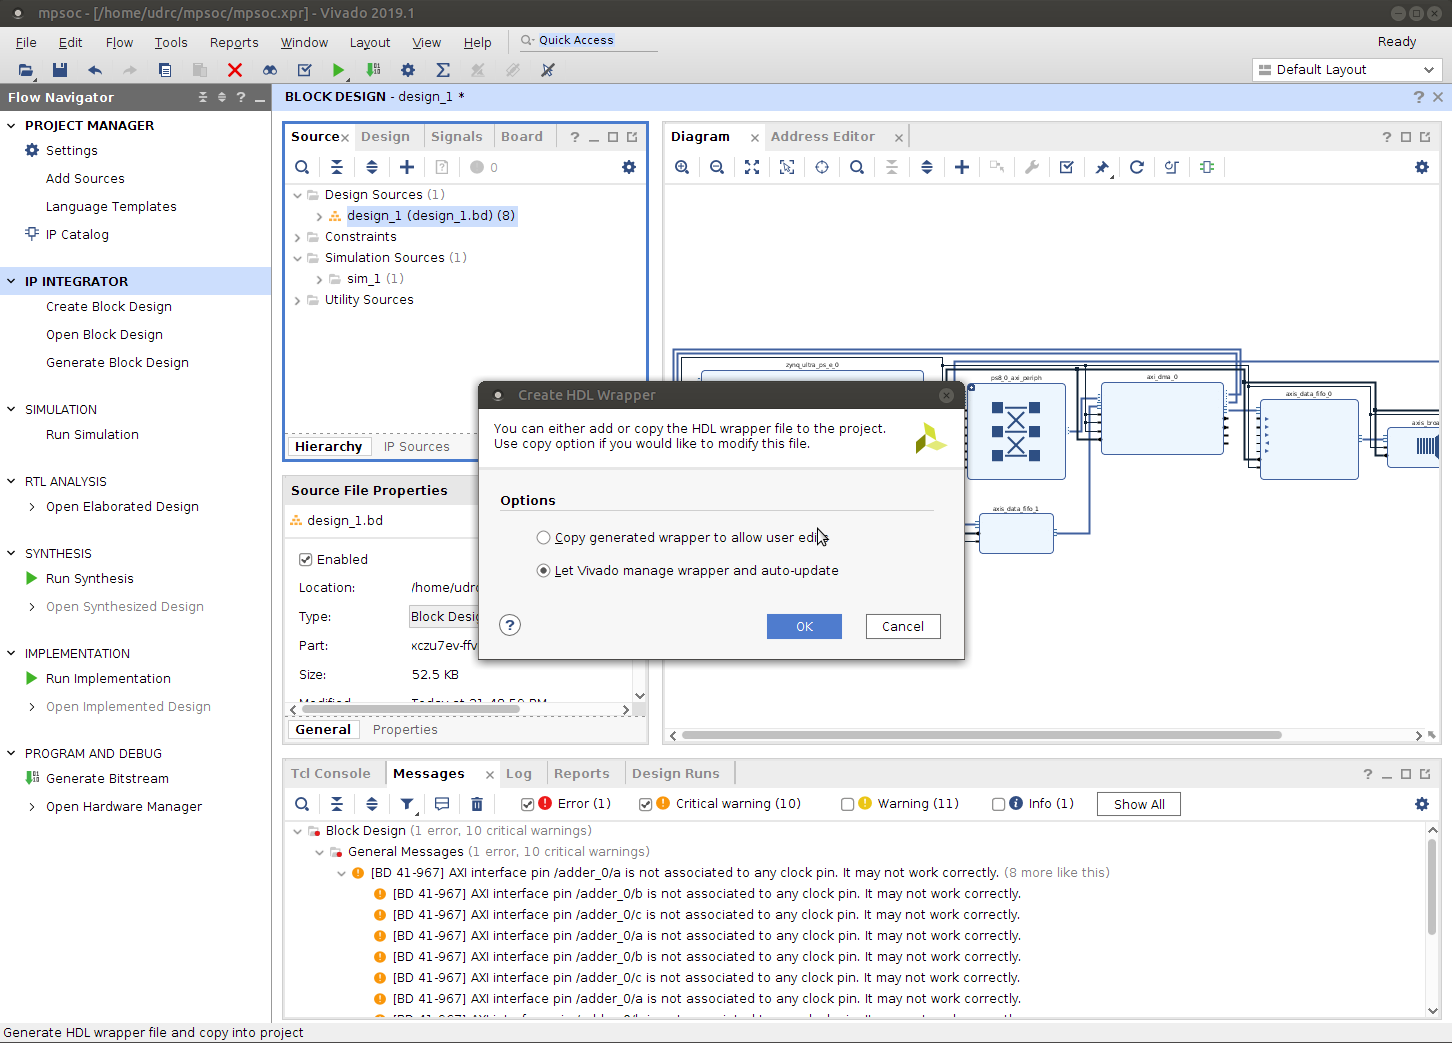 mpsoc - [/home/udrc/mpsoc/mpsoc.xpr] - Vivado 2019.1
File Edit Flow Tools Reports Window Layout View Help Quick Access Ready
Default Layout
Flow Navigator
PROJECT MANAGER
Settings
Add Sources
Language Templates
IP Catalog
IP INTEGRATOR
Create Block Design
Open Block Design
Generate Block Design
SIMULATION
Run Simulation
RTL ANALYSIS
Open Elaborated Design
SYNTHESIS
Run Synthesis
Open Synthesized Design
IMPLEMENTATION
Run Implementation
Open Implemented Design
PROGRAM AND DEBUG
Generate Bitstream
Open Hardware Manager
BLOCK DESIGN - design_1 *
Source Design Signals Board
0
Design Sources (1)
design_1 (design_1.bd) (8)
Constraints
Simulation Sources (1)
sim_1 (1)
Utility Sources
Hierarchy IP Sources
Source File Properties
design_1.bd
Enabled
Location: /home/udrc
Type: Block Desi
Part: xczu7ev-ffv
Size: 52.5 KB
General Properties
Diagram Address Editor
zynq_ultra_ps_e_0
ps8_0_axi_periph
axi_dma_0
axis_data_fifo_0
axis_broa
axis_data_fifo_1
Create HDL Wrapper
You can either add or copy the HDL wrapper file to the project.
Use copy option if you would like to modify this file.
Options
Copy generated wrapper to allow user edits
Let Vivado manage wrapper and auto-update
OK Cancel
Tcl Console Messages Log Reports Design Runs
Error (1) Critical warning (10) Warning (11) Info (1) Show All
Block Design (1 error, 10 critical warnings)
General Messages (1 error, 10 critical warnings)
[BD 41-967] AXI interface pin /adder_0/a is not associated to any clock pin. It may not work correctly. (8 more like this)
[BD 41-967] AXI interface pin /adder_0/b is not associated to any clock pin. It may not work correctly.
[BD 41-967] AXI interface pin /adder_0/c is not associated to any clock pin. It may not work correctly.
[BD 41-967] AXI interface pin /adder_0/a is not associated to any clock pin. It may not work correctly.
[BD 41-967] AXI interface pin /adder_0/b is not associated to any clock pin. It may not work correctly.
[BD 41-967] AXI interface pin /adder_0/c is not associated to any clock pin. It may not work correctly.
[BD 41-967] AXI interface pin /adder_0/a is not associated to any clock pin. It may not work correctly.
Generate HDL wrapper file and copy into project